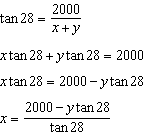 tan 28 = 2000 / x + y
x tan 28 + y tan 28 = 2000
x tan 28 = 2000 − y tan 28
x = 2000 − y tan 28 / tan 28